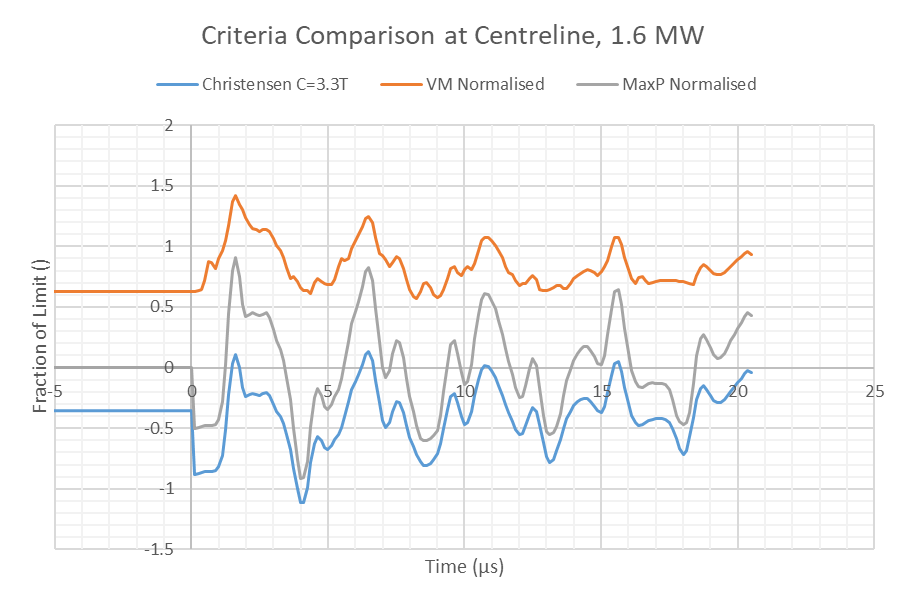 Criteria Comparison at Centreline, 1.6 MW
Christensen C=3.3T VM Normalised MaxP Normalised
2
1.5
1
0.5
0
-0.5
-1
-1.5
-5 0 5 10 15 20 25
Fraction of Limit ()
Time (μs)